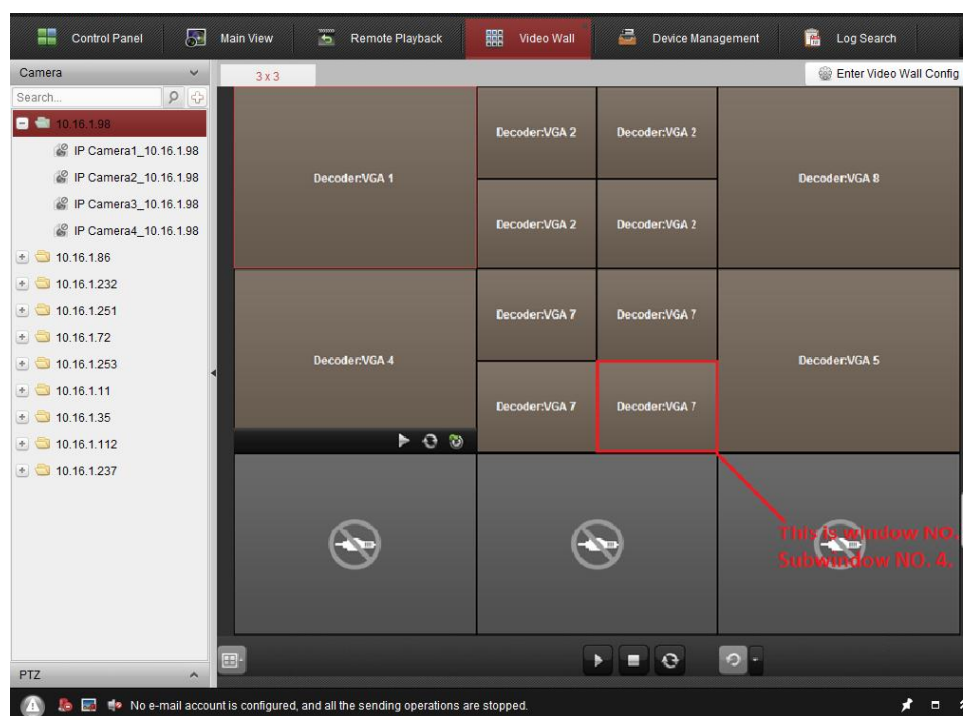 Control Panel
Main View
Remote Playback
Video Wall
Device Management
Log Search
Camera
3 x 3
Enter Video Wall Config
Search...
10.16.1.98
IP Camera1_10.16.1.98
IP Camera2_10.16.1.98
IP Camera3_10.16.1.98
IP Camera4_10.16.1.98
10.16.1.86
10.16.1.232
10.16.1.251
10.16.1.72
10.16.1.253
10.16.1.11
10.16.1.35
10.16.1.112
10.16.1.237
Decoder:VGA 1
Decoder:VGA 2
Decoder:VGA 2
Decoder:VGA 2
Decoder:VGA 2
Decoder:VGA 8
Decoder:VGA 4
Decoder:VGA 7
Decoder:VGA 7
Decoder:VGA 7
Decoder:VGA 7
Decoder:VGA 5
This is window NO.
Subwindow NO. 4.
PTZ
No e-mail account is configured, and all the sending operations are stopped.